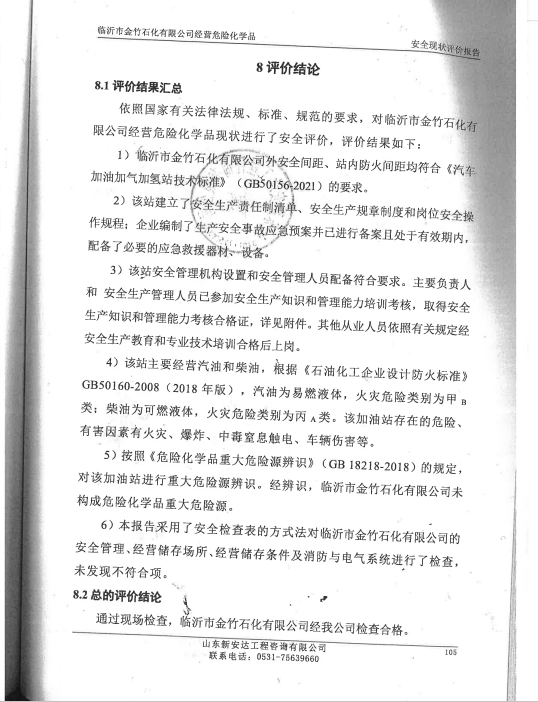 临沂市金竹石化有限公司经营危险化学品
安全现状评价报告
8 评价结论
8.1 评价结果汇总
依照国家有关法律法规、标准、规范的要求，对临沂市金竹石化有
限公司经营危险化学品现状进行了安全评价，评价结果如下：
1）临沂市金竹石化有限公司外安全间距、站内防火间距均符合《汽车
加油加气加氢站技术标准》（GB50156-2021）的要求。
2）该站建立了安全生产责任制清单、安全生产规章制度和岗位安全操
作规程；企业编制了生产安全事故应急预案并已进行备案且处于有效期内，
配备了必要的应急救援器材、设备。
3）该站安全管理机构设置和安全管理人员配备符合要求。主要负责人
和 安全生产管理人员已参加安全生产知识和管理能力培训考核，取得安全
生产知识和管理能力考核合格证，详见附件。其他从业人员依照有关规定经
安全生产教育和专业技术培训合格后上岗。
4）该站主要经营汽油和柴油，根据《石油化工企业设计防火标准》
GB50160-2008（2018 年版），汽油为易燃液体，火灾危险类别为甲 B
类；柴油为可燃液体，火灾危险类别为丙 A 类。该加油站存在的危险、
有害因素有火灾、爆炸、中毒窒息触电、车辆伤害等。
5）按照《危险化学品重大危险源辨识》（GB 18218-2018）的规定，
对该加油站进行重大危险源辨识。经辨识，临沂市金竹石化有限公司未
构成危险化学品重大危险源。
6）本报告采用了安全检查表的方式法对临沂市金竹石化有限公司的
安全管理、经营储存场所、经营储存条件及消防与电气系统进行了检查，
未发现不符合项。
8.2 总的评价结论
通过现场检查，临沂市金竹石化有限公司经我公司检查合格。
山东新安达工程咨询有限公司
联系电话：0531-75639660
105